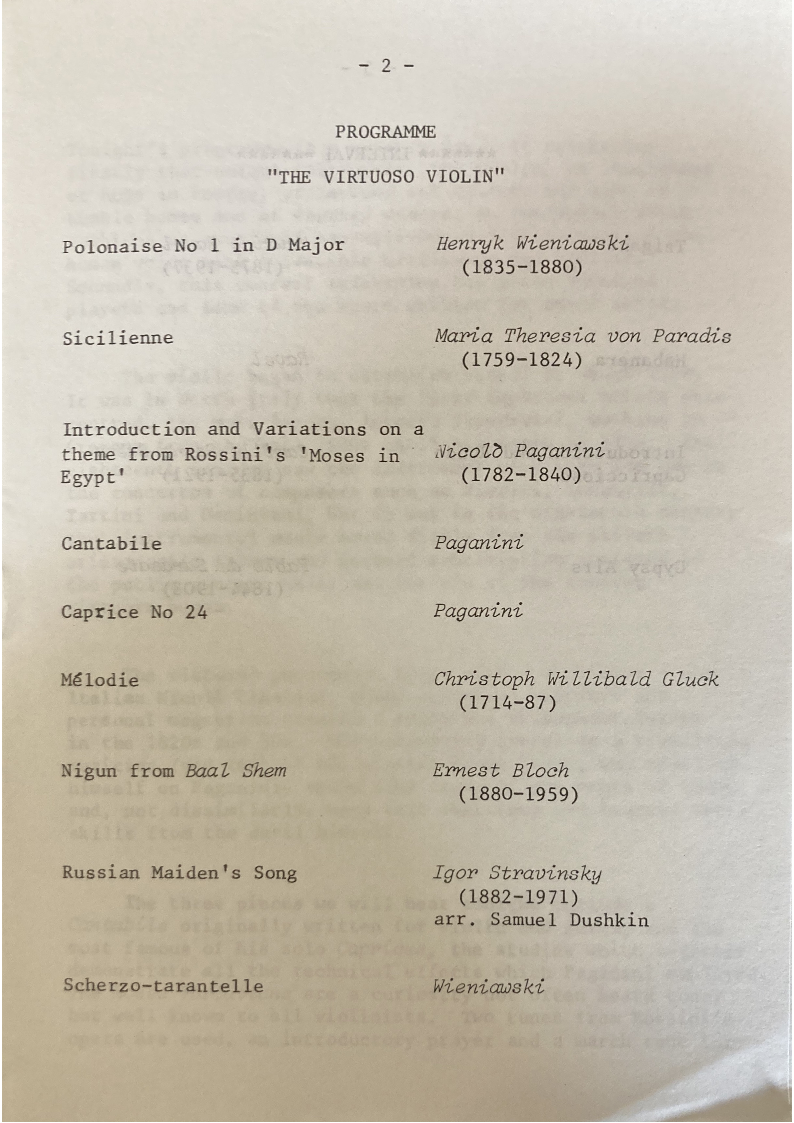 - 2 -
PROGRAMME
"THE VIRTUOSO VIOLIN"
Polonaise No 1 in D Major Henryk Wieniawski
(1835-1880)
Sicilienne Maria Theresia von Paradis
(1759-1824)
Introduction and Variations on a
theme from Rossini's 'Moses in Nicolò Paganini
Egypt' (1782-1840)
Cantabile Paganini
Caprice No 24 Paganini
Mélodie Christoph Willibald Gluck
(1714-87)
Nigun from Baal Shem Ernest Bloch
(1880-1959)
Russian Maiden's Song Igor Stravinsky
(1882-1971)
arr. Samuel Dushkin
Scherzo-tarantelle Wieniawski